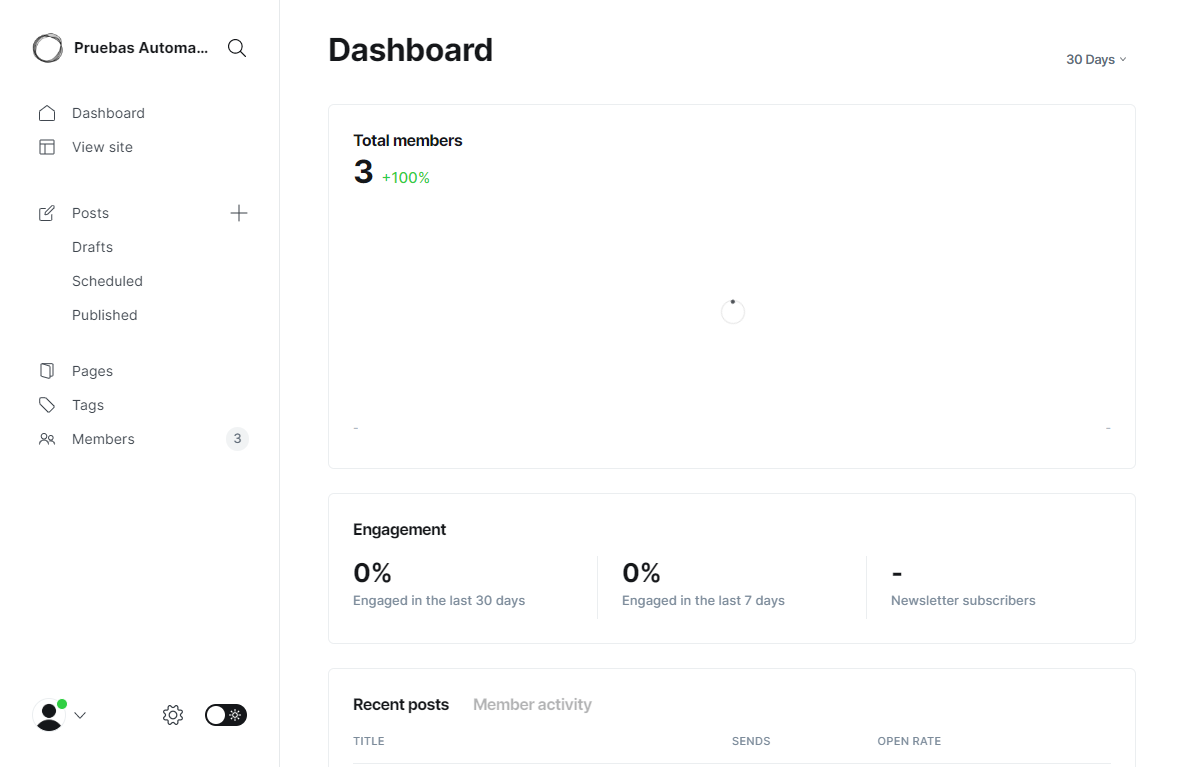 Pruebas Automa...
Dashboard
View site
Posts
Drafts
Scheduled
Published
Pages
Tags
Members 3
Dashboard
30 Days
Total members
3 +100%
- -
Engagement
0%
Engaged in the last 30 days
0%
Engaged in the last 7 days
-
Newsletter subscribers
Recent posts Member activity
TITLE SENDS OPEN RATE